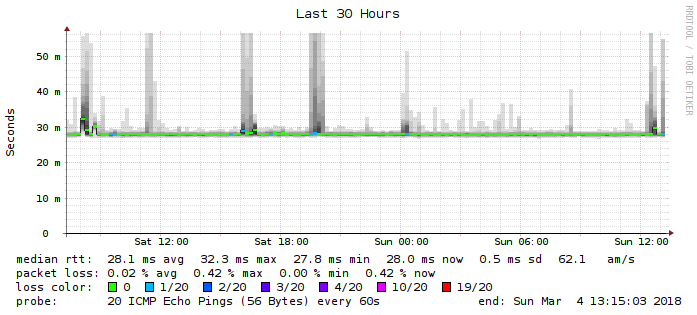 Last 30 Hours
RRDTOOL / TOBI OETIKER
Seconds
50 m
40 m
30 m
20 m
10 m
0
Sat 12:00 Sat 18:00 Sun 00:00 Sun 06:00 Sun 12:00
median rtt: 28.1 ms avg 32.3 ms max 27.8 ms min 28.0 ms now 0.5 ms sd 62.1 am/s
packet loss: 0.02 % avg 0.42 % max 0.00 % min 0.42 % now
loss color: 0 1/20 2/20 3/20 4/20 10/20 19/20
probe: 20 ICMP Echo Pings (56 Bytes) every 60s end: Sun Mar 4 13:15:03 2018